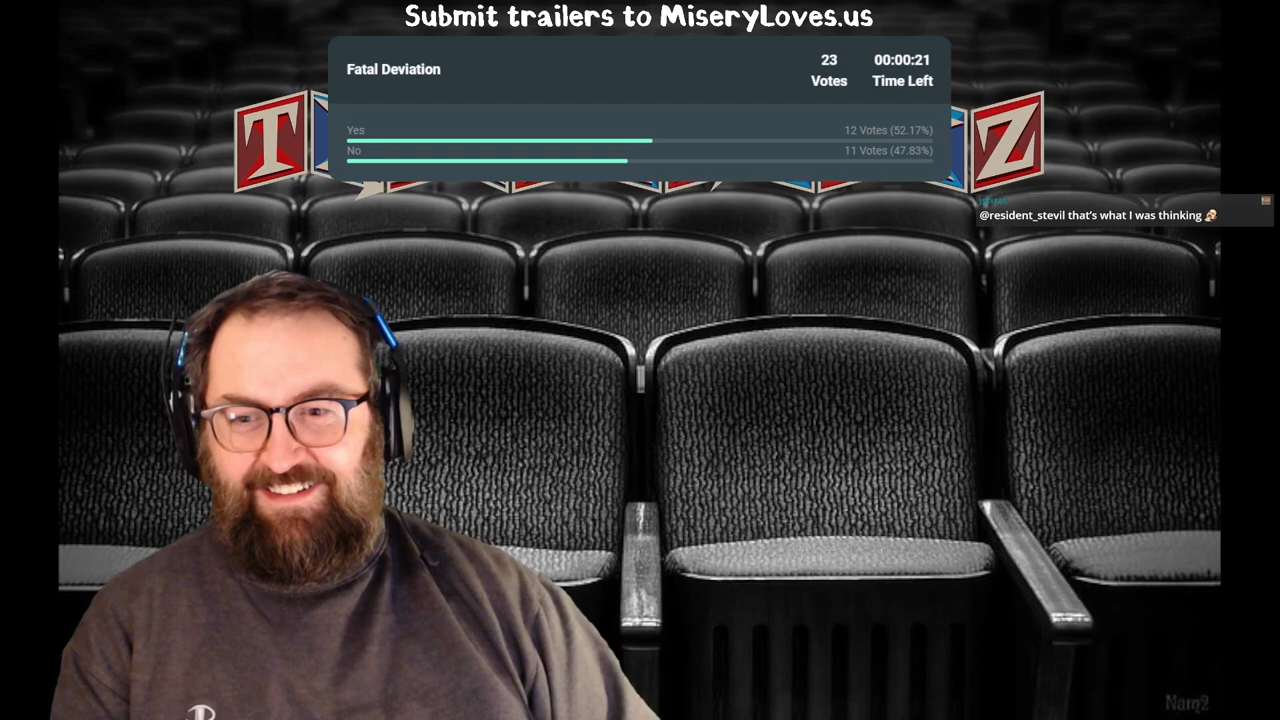 Submit trailers to MiseryLoves.us
Fatal Deviation
23
Votes
00:00:21
Time Left
Yes
12 Votes (52.17%)
No
11 Votes (47.83%)
T
Z
@resident_stevil that's what I was thinking
Nam2